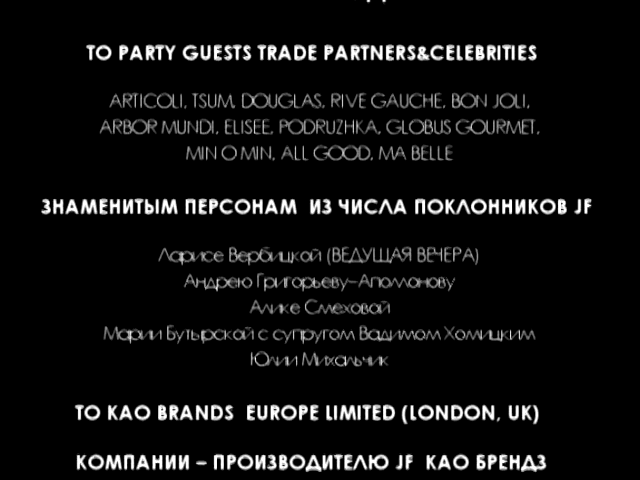 TO PARTY GUESTS TRADE PARTNERS&CELEBRITIES
ARTICOLI, TSUM, DOUGLAS, RIVE GAUCHE, BON JOLI,
ARBOR MUNDI, ELISEE, PODRUZHKA, GLOBUS GOURMET,
MIN O MIN, ALL GOOD, MA BELLE
ЗНАМЕНИТЫМ ПЕРСОНАМ ИЗ ЧИСЛА ПОКЛОННИКОВ JF
Ларисе Вербицкой (ВЕДУЩАЯ ВЕЧЕРА)
Андрею Григорьеву-Апомонову
Алике Смеховой
Марии Бутырской с супругом Вадимом Хомицким
Юлии Михальчик
TO KAO BRANDS EUROPE LIMITED (LONDON, UK)
КОМПАНИИ – ПРОИЗВОДИТЕЛЮ JF КАО БРЕНДЗ